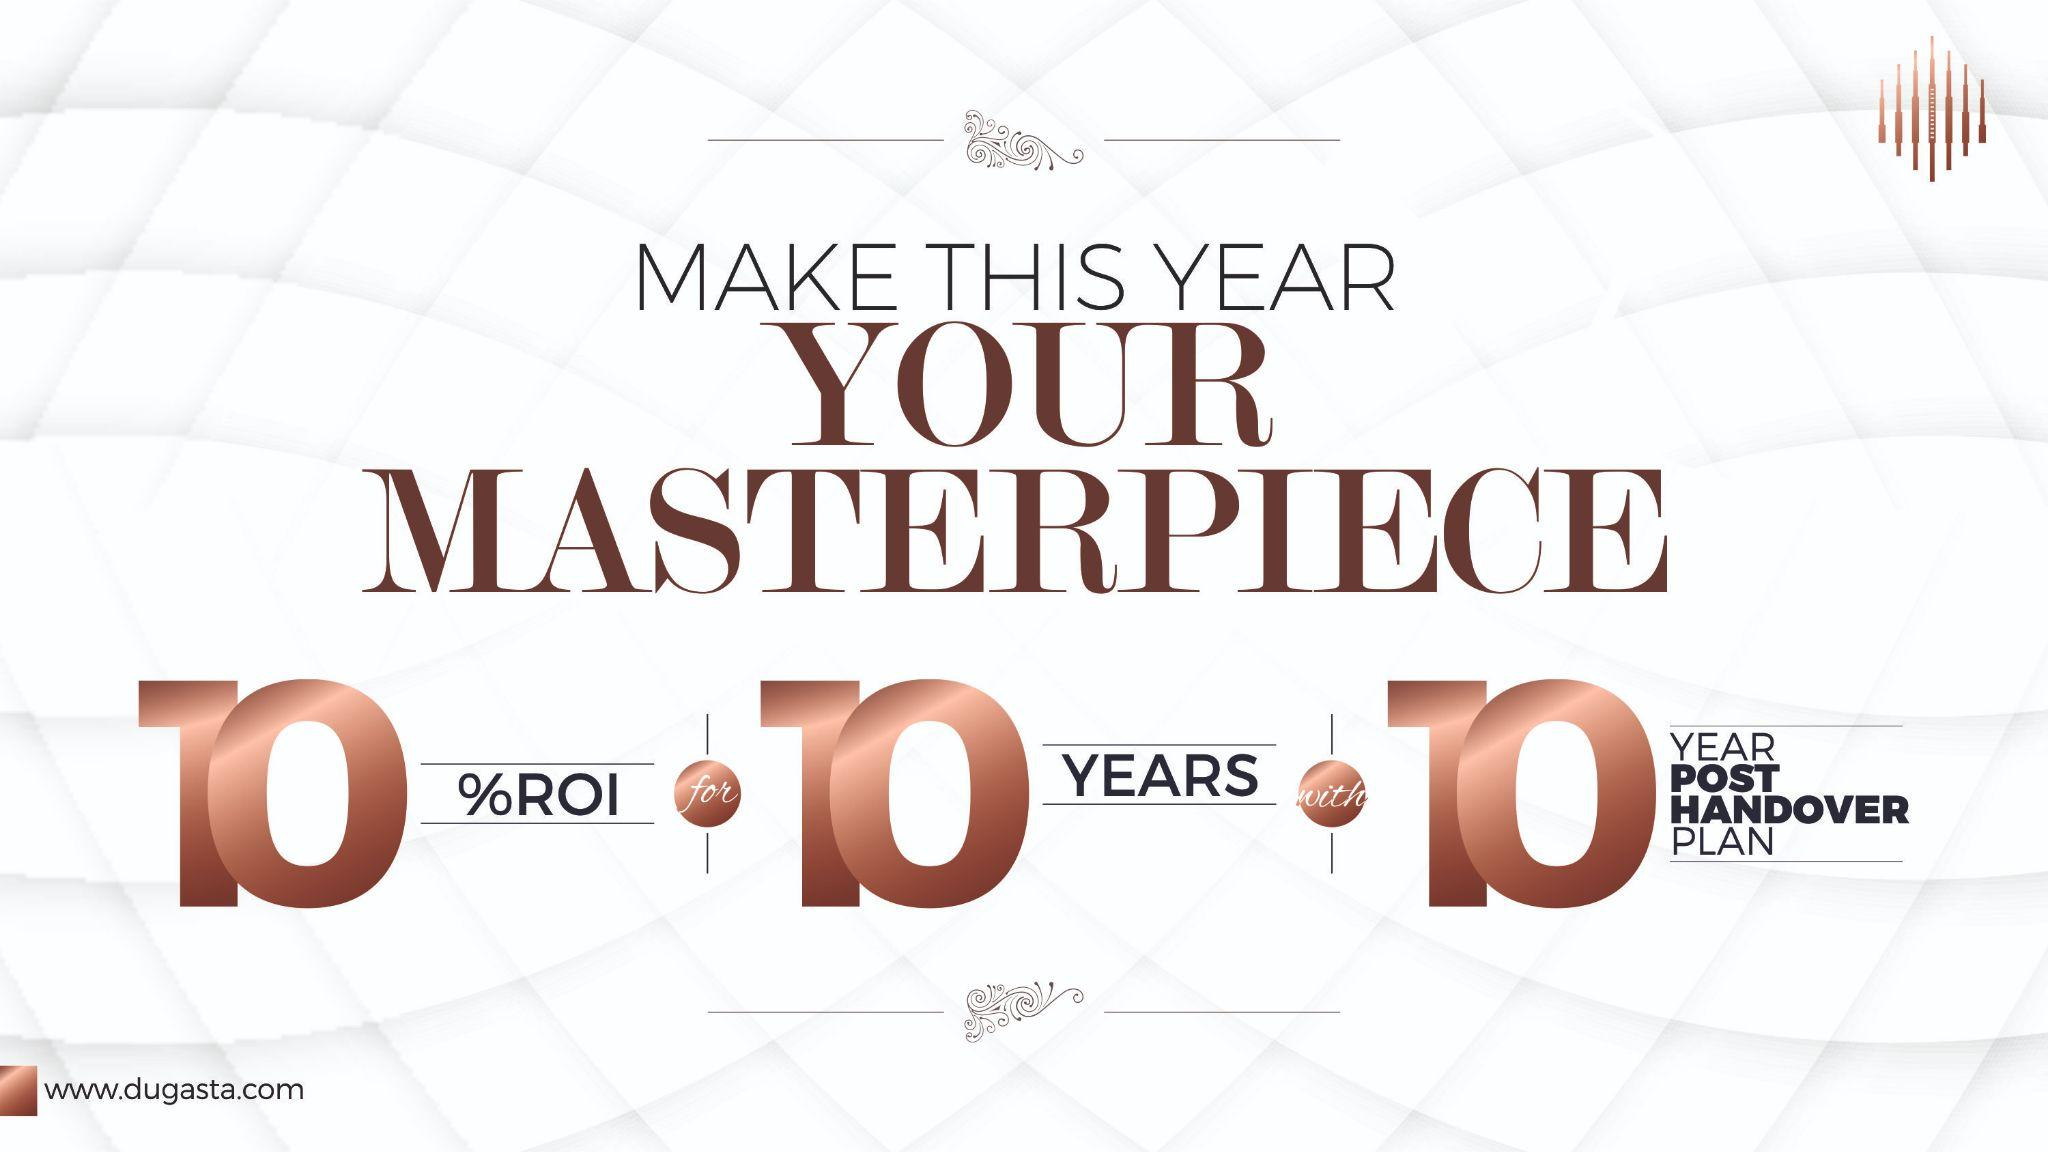 MAKE THIS YEAR
YOUR
MASTERPIECE
10 %ROI for 10 YEARS with 10 YEAR
POST
HANDOVER
PLAN
www.dugasta.com